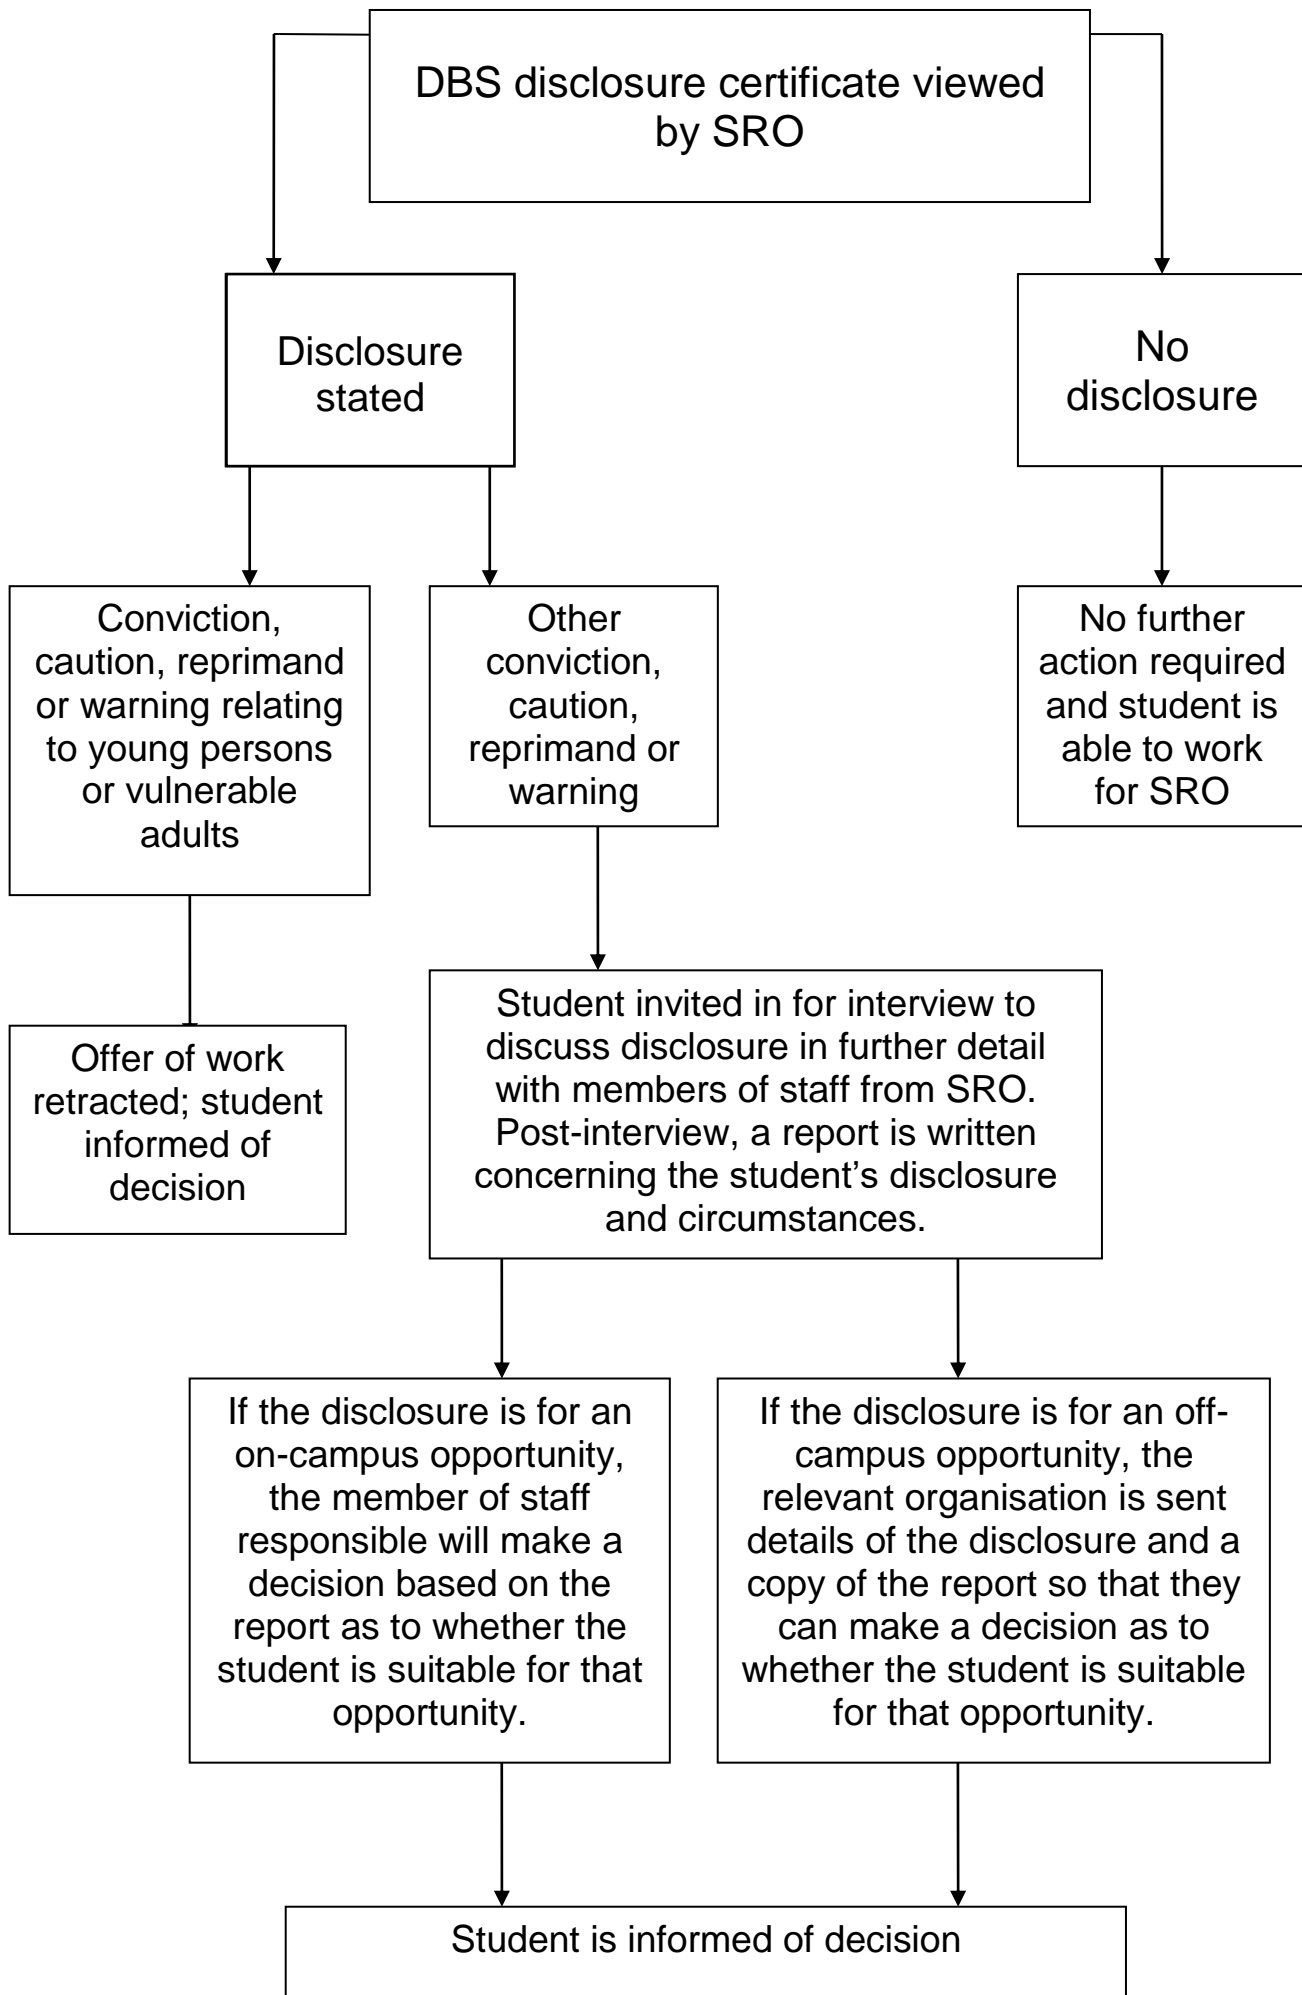 DBS disclosure certificate viewed
by SRO
Disclosure
stated
No
disclosure
Conviction,
caution, reprimand
or warning relating
to young persons
or vulnerable
adults
Other
conviction,
caution,
reprimand or
warning
No further
action required
and student is
able to work
for SRO
Offer of work
retracted; student
informed of
decision
Student invited in for interview to
discuss disclosure in further detail
with members of staff from SRO.
Post-interview, a report is written
concerning the student’s disclosure
and circumstances.
If the disclosure is for an
on-campus opportunity,
the member of staff
responsible will make a
decision based on the
report as to whether the
student is suitable for that
opportunity.
If the disclosure is for an off-
campus opportunity, the
relevant organisation is sent
details of the disclosure and a
copy of the report so that they
can make a decision as to
whether the student is suitable
for that opportunity.
Student is informed of decision